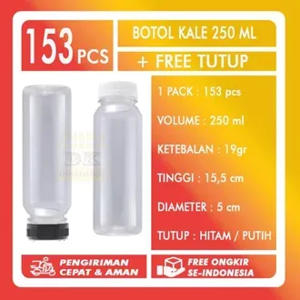 153 PCS
BOTOL KALE 250 ML
+ FREE TUTUP
1 PACK : 153 pcs
VOLUME : 250 ml
KETEBALAN : 19gr
TINGGI : 15,5 cm
DIAMETER : 5 cm
TUTUP : HITAM / PUTIH
PENGIRIMAN
CEPAT & AMAN
FREE ONGKIR
SE-INDONESIA